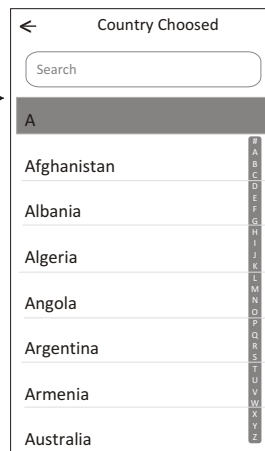 Country Choosed
Search
A
Afghanistan
Albania
Algeria
Angola
Argentina
Armenia
Australia
#
A
B
C
D
E
F
G
H
I
J
K
L
M
N
O
P
Q
R
S
T
U
V
W
X
Y
Z